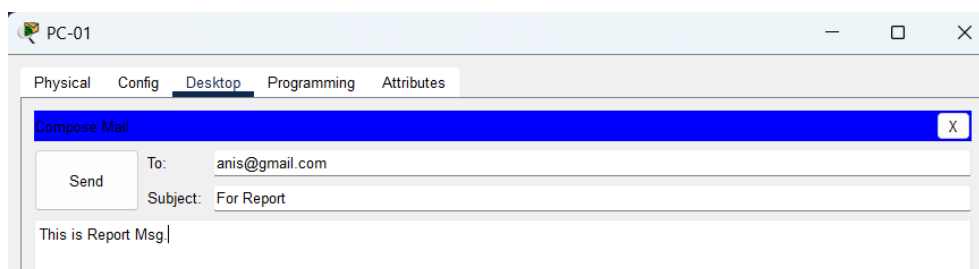 PC-01
Physical Config Desktop Programming Attributes
Compose Mail X
Send
To: anis@gmail.com
Subject: For Report
This is Report Msg.